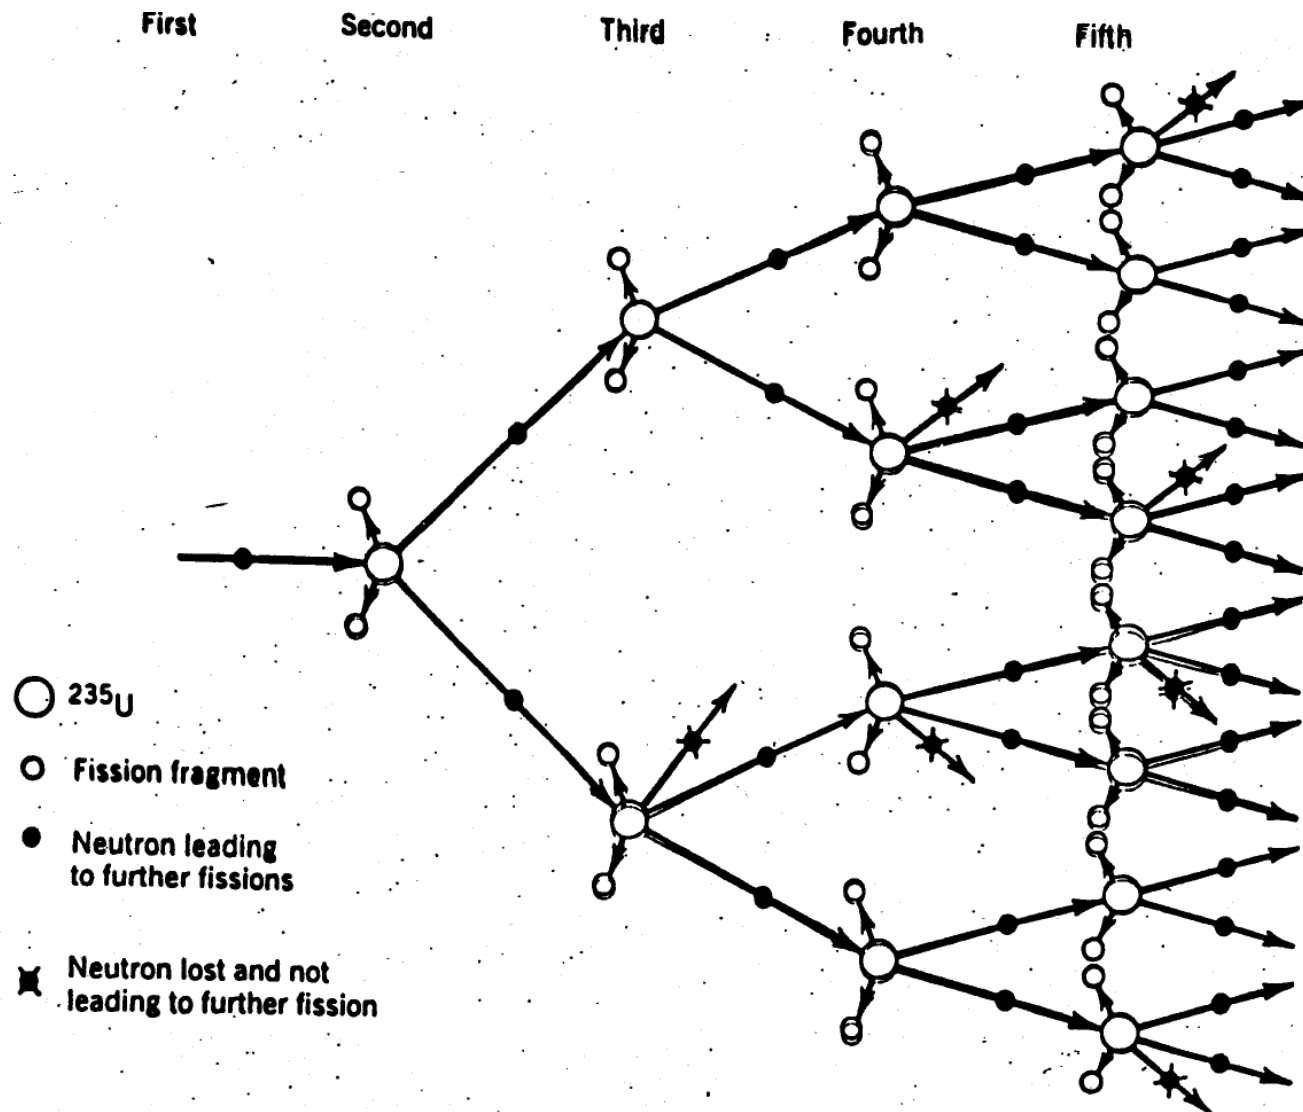 First Second Third Fourth Fifth
235U
Fission fragment
Neutron leading
to further fissions
Neutron lost and not
leading to further fission